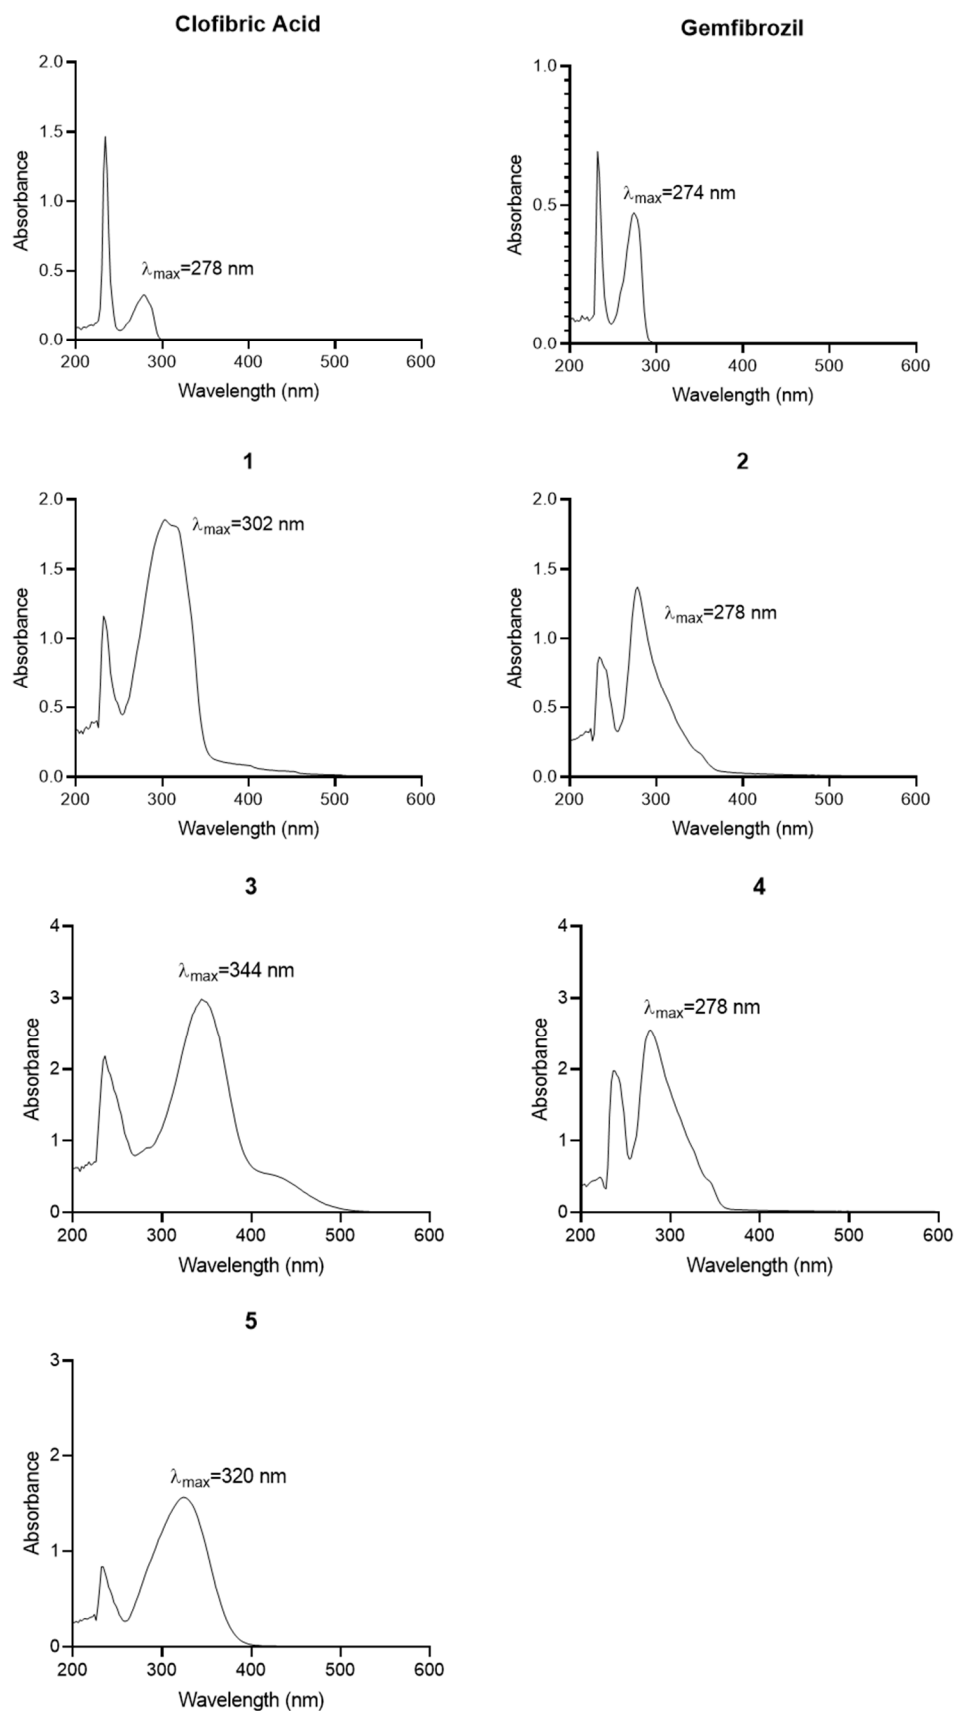 Clofibric Acid
2.0
1.5
1.0
0.5
0.0
Absorbance
λmax=278 nm
200 300 400 500 600
Wavelength (nm)
Gemfibrozil
1.0
0.5
0.0
Absorbance
λmax=274 nm
200 300 400 500 600
Wavelength (nm)
1
2.0
1.5
1.0
0.5
0.0
Absorbance
λmax=302 nm
200 300 400 500 600
Wavelength (nm)
2
2.0
1.5
1.0
0.5
0.0
Absorbance
λmax=278 nm
200 300 400 500 600
Wavelength (nm)
3
4
3
2
1
0
Absorbance
λmax=344 nm
200 300 400 500 600
Wavelength (nm)
4
4
3
2
1
0
Absorbance
λmax=278 nm
200 300 400 500 600
Wavelength (nm)
5
3
2
1
0
Absorbance
λmax=320 nm
200 300 400 500 600
Wavelength (nm)